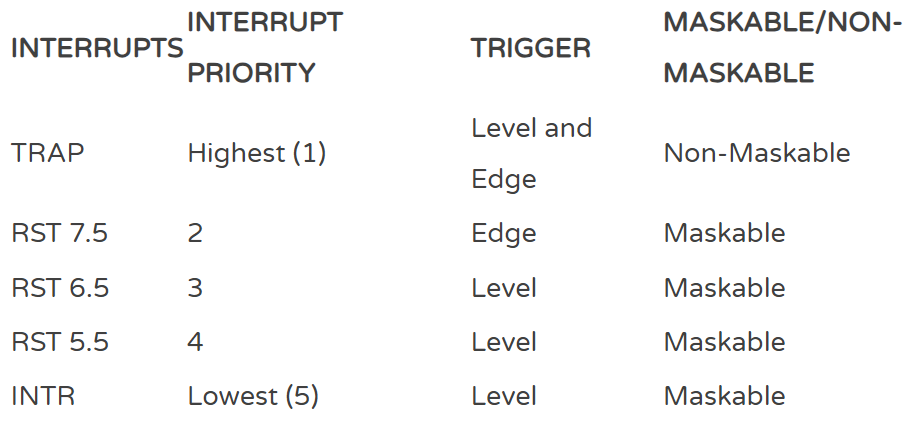 INTERRUPTS INTERRUPT PRIORITY TRIGGER MASKABLE/NON-MASKABLE
TRAP Highest (1) Level and Edge Non-Maskable
RST 7.5 2 Edge Maskable
RST 6.5 3 Level Maskable
RST 5.5 4 Level Maskable
INTR Lowest (5) Level Maskable